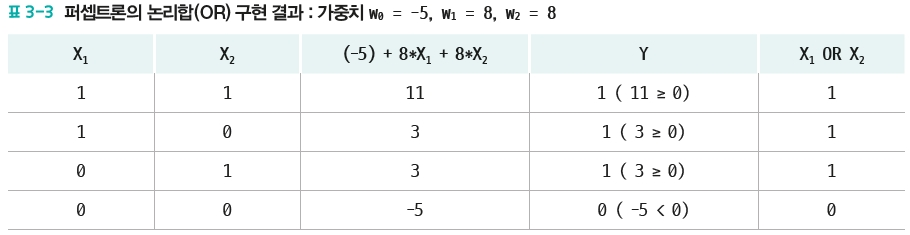 표 3-3 퍼셉트론의 논리합(OR) 구현 결과 : 가중치 w₀ = -5, w₁ = 8, w₂ = 8
X₁ X₂ (-5) + 8*X₁ + 8*X₂ Y X₁ OR X₂
1 1 11 1 ( 11 ≥ 0) 1
1 0 3 1 ( 3 ≥ 0) 1
0 1 3 1 ( 3 ≥ 0) 1
0 0 -5 0 ( -5 < 0) 0